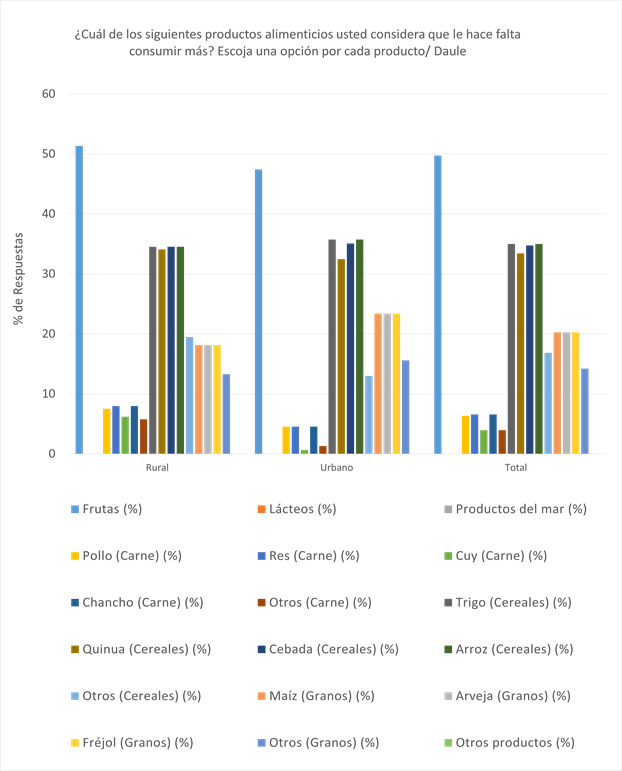 ¿Cuál de los siguientes productos alimenticios usted considera que le hace falta
consumir más? Escoja una opción por cada producto/ Daule
60
50
40
30
20
10
0
% de Respuestas
Rural
Urbano
Total
Frutas (%)
Lácteos (%)
Productos del mar (%)
Pollo (Carne) (%)
Res (Carne) (%)
Cuy (Carne) (%)
Chancho (Carne) (%)
Otros (Carne) (%)
Trigo (Cereales) (%)
Quinua (Cereales) (%)
Cebada (Cereales) (%)
Arroz (Cereales) (%)
Otros (Cereales) (%)
Maíz (Granos) (%)
Arveja (Granos) (%)
Fréjol (Granos) (%)
Otros (Granos) (%)
Otros productos (%)